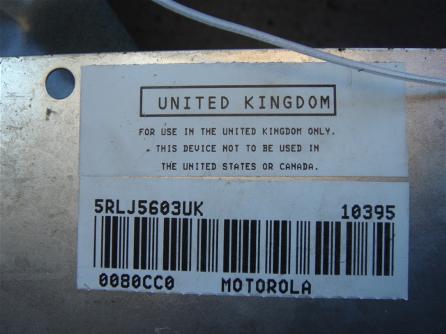 UNITED KINGDOM
FOR USE IN THE UNITED KINGDOM ONLY.
THIS DEVICE NOT TO BE USED IN
THE UNITED STATES OR CANADA.
5RLJ5603UK 10395
0080CC0 MOTOROLA